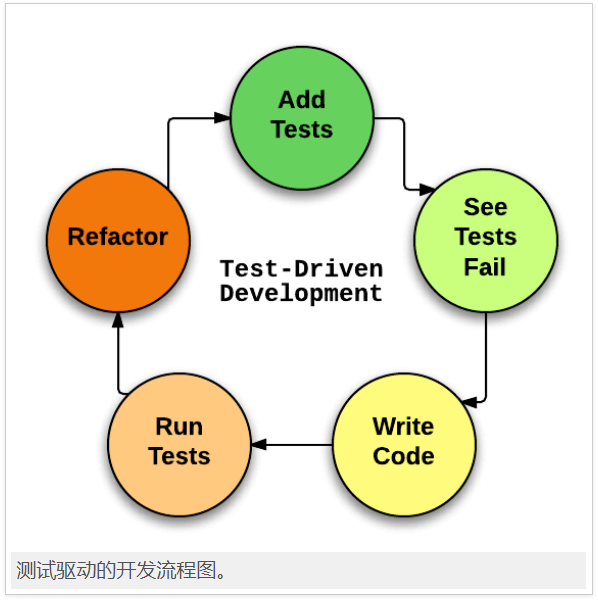 Add
Tests
See
Tests
Fail
Refactor
Test-Driven
Development
Write
Code
Run
Tests
测试驱动的开发流程图。